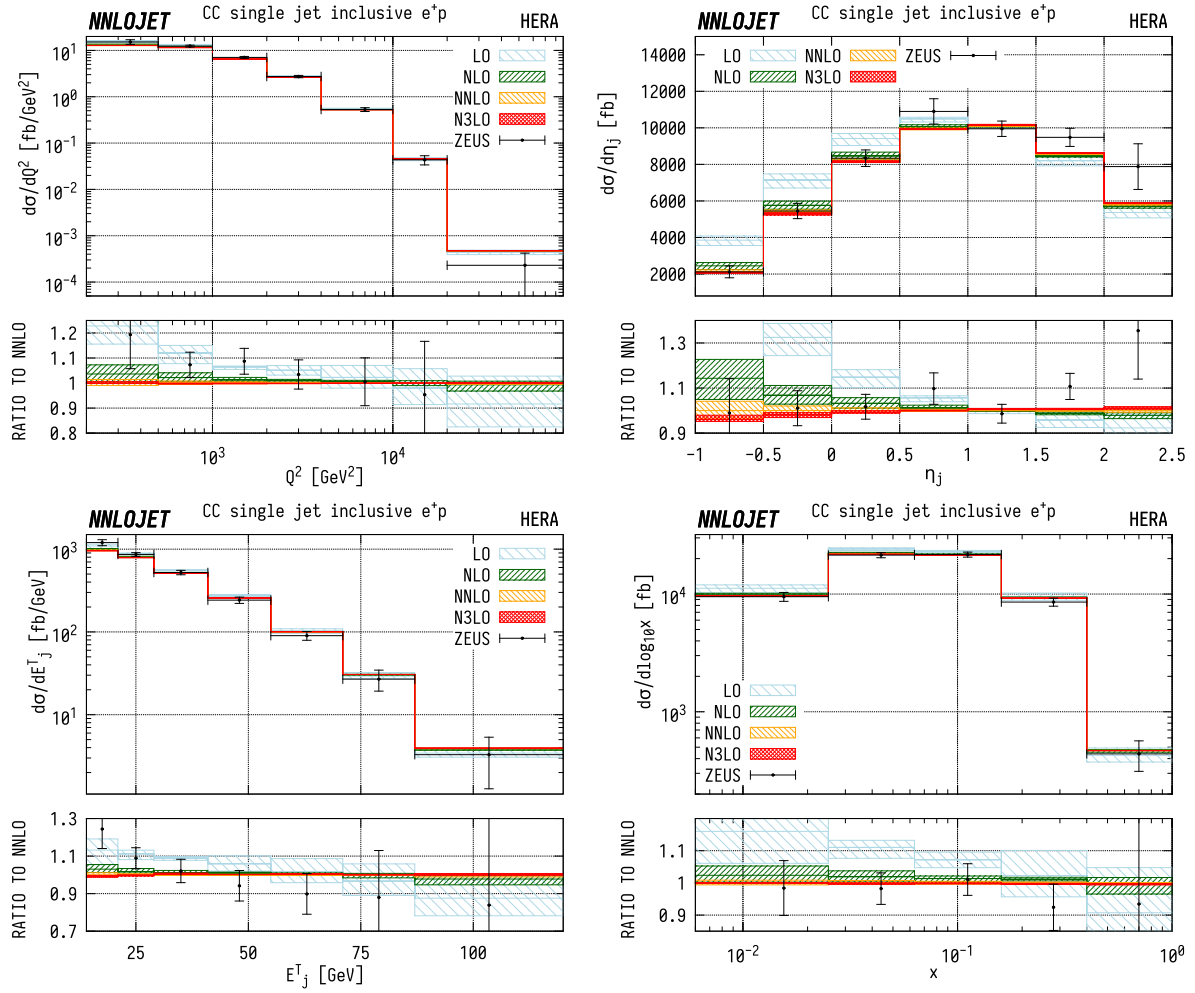 NNLOJET CC single jet inclusive e⁺p HERA
dσ/dQ² [fb/GeV²]
10¹
10⁰
10⁻¹
10⁻²
10⁻³
10⁻⁴
LO
NLO
NNLO
N3LO
ZEUS
RATIO TO NNLO
1.2
1.1
1
0.9
0.8
10³ 10⁴
Q² [GeV²]
NNLOJET CC single jet inclusive e⁺p HERA
dσ/dηⱼ [fb]
14000
12000
10000
8000
6000
4000
2000
LO NNLO ZEUS
NLO N3LO
RATIO TO NNLO
1.3
1.1
0.9
-1 -0.5 0 0.5 1 1.5 2 2.5
ηⱼ
NNLOJET CC single jet inclusive e⁺p HERA
dσ/dEᵀⱼ [fb/GeV]
10³
10²
10¹
LO
NLO
NNLO
N3LO
ZEUS
RATIO TO NNLO
1.3
1.1
0.9
0.7
25 50 75 100
Eᵀⱼ [GeV]
NNLOJET CC single jet inclusive e⁺p HERA
dσ/dlog₁₀x [fb]
10⁴
10³
LO
NLO
NNLO
N3LO
ZEUS
RATIO TO NNLO
1.1
1
0.9
10⁻² 10⁻¹ 10⁰
x